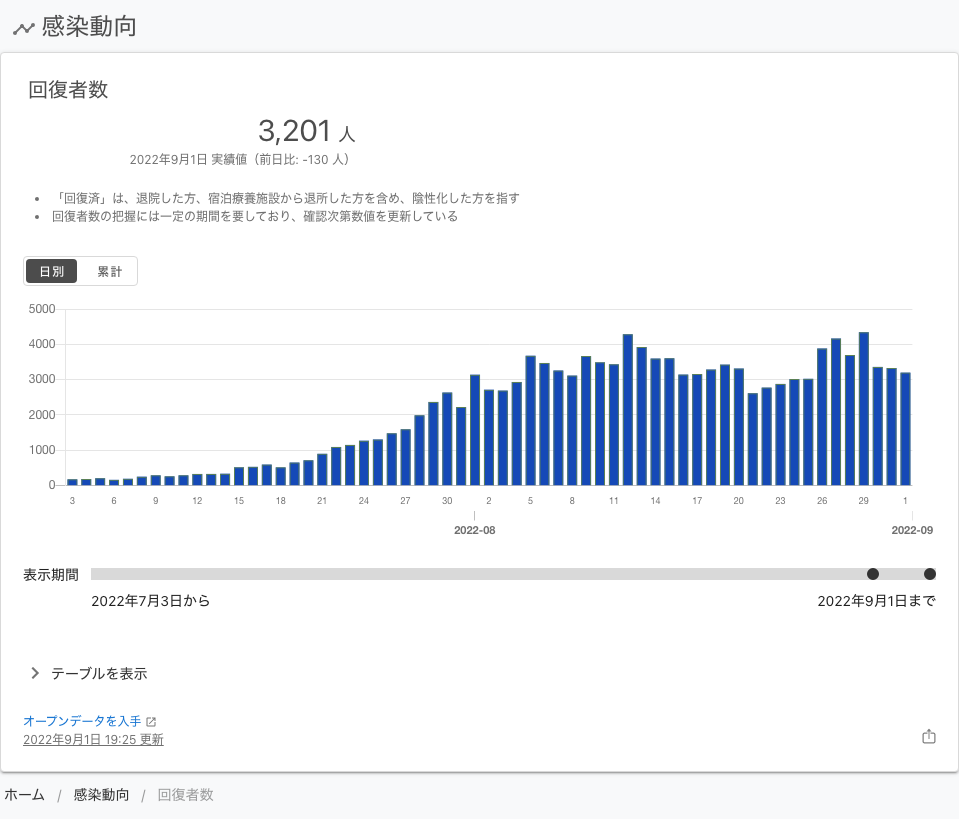 感染動向
回復者数
3,201 人
2022年9月1日 実績値（前日比: -130 人）
• 「回復済」は、退院した方、宿泊療養施設から退所した方を含め、陰性化した方を指す
• 回復者数の把握には一定の期間を要しており、確認次第数値を更新している
日別 累計
5000
4000
3000
2000
1000
0
3 6 9 12 15 18 21 24 27 30 2 5 8 11 14 17 20 23 26 29 1
2022-08 2022-09
表示期間
2022年7月3日から 2022年9月1日まで
テーブルを表示
オープンデータを入手
2022年9月1日 19:25 更新
ホーム / 感染動向 / 回復者数